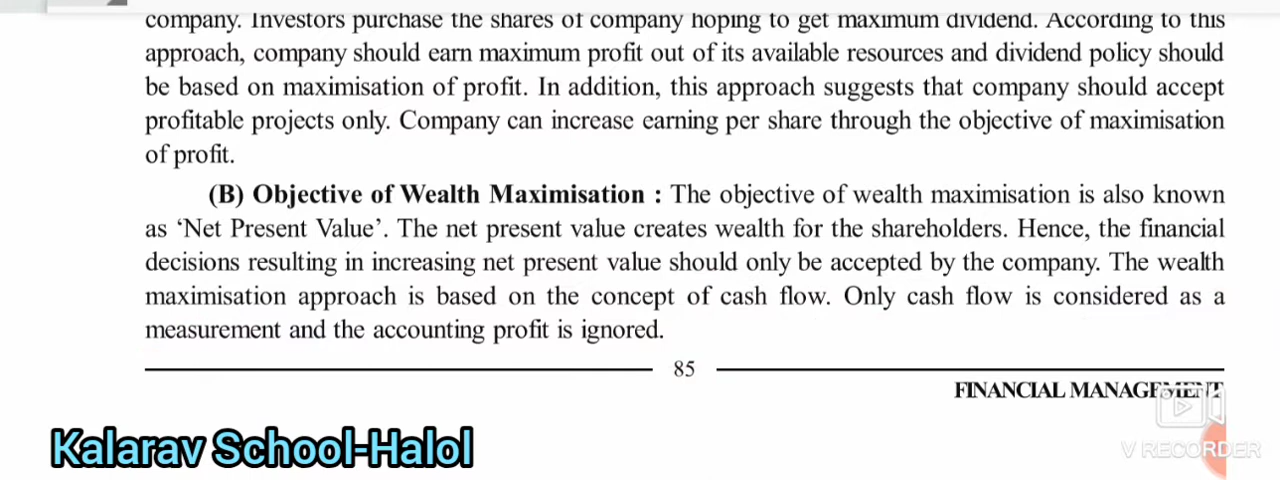 company. Investors purchase the shares of company hoping to get maximum dividend. According to this
approach, company should earn maximum profit out of its available resources and dividend policy should
be based on maximisation of profit. In addition, this approach suggests that company should accept
profitable projects only. Company can increase earning per share through the objective of maximisation
of profit.
(B) Objective of Wealth Maximisation : The objective of wealth maximisation is also known
as ‘Net Present Value’. The net present value creates wealth for the shareholders. Hence, the financial
decisions resulting in increasing net present value should only be accepted by the company. The wealth
maximisation approach is based on the concept of cash flow. Only cash flow is considered as a
measurement and the accounting profit is ignored.
85
FINANCIAL MANAGEMENT
Kalarav School-Halol
V RECORDER